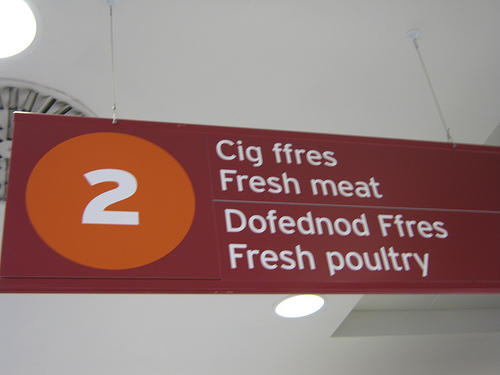 2
Cig ffres
Fresh meat
Dofednod Ffres
Fresh poultry